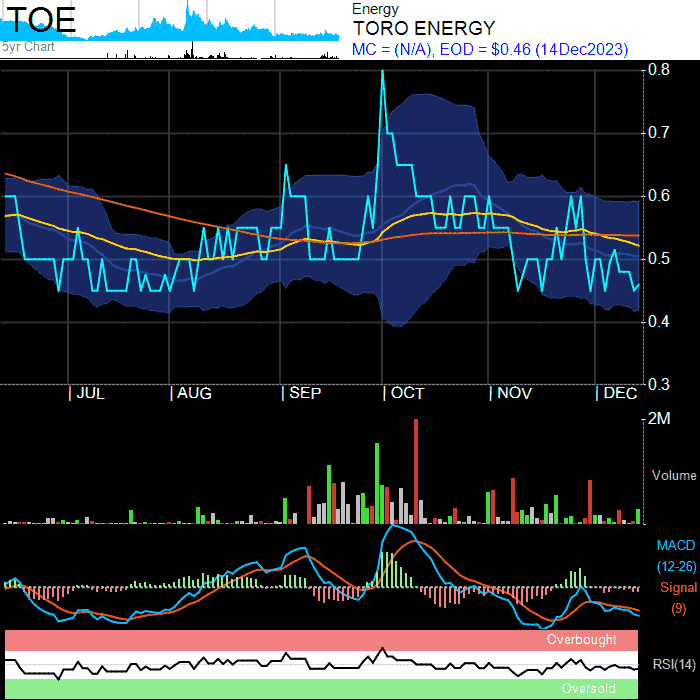 TOE
5yr Chart
Energy
TORO ENERGY
MC = (N/A), EOD = $0.46 (14Dec2023)
0.8
0.7
0.6
0.5
0.4
0.3
JUL AUG SEP OCT NOV DEC
2M
Volume
MACD
(12-26)
Signal
(9)
Overbought
RSI(14)
Oversold